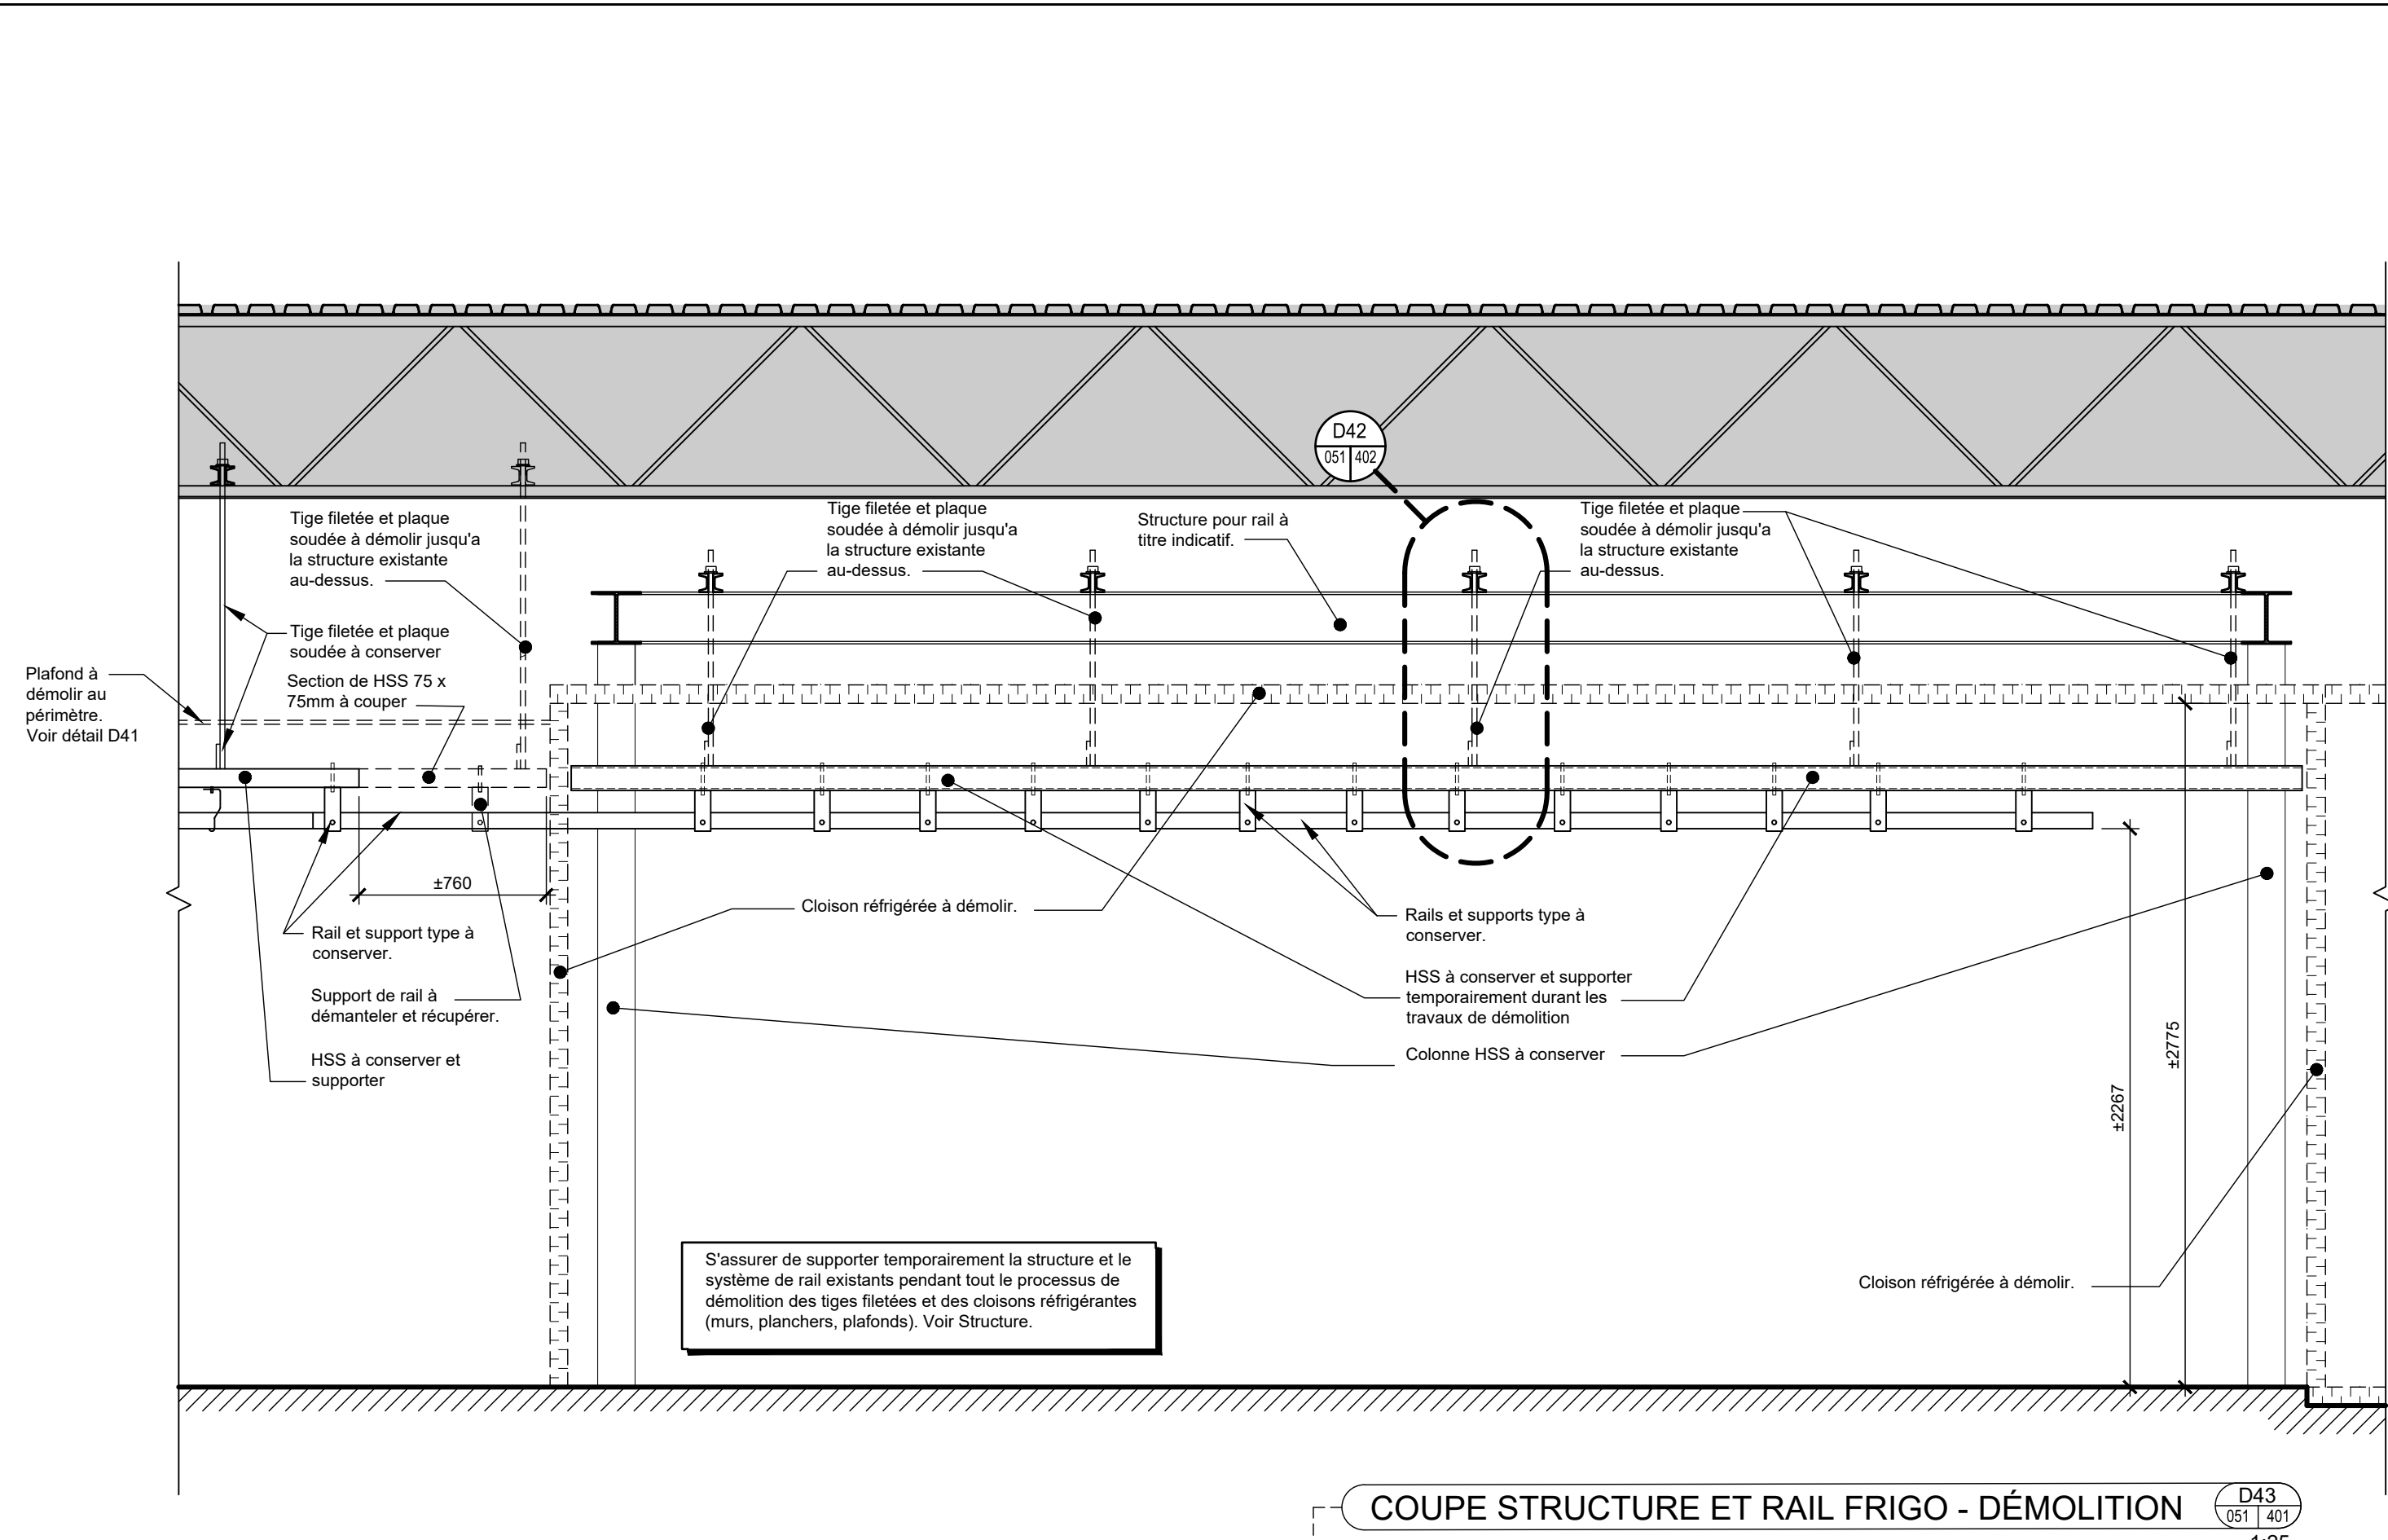 D42
051 402
Tige filetée et plaque
soudée à démolir jusqu'a
la structure existante
au-dessus.
Tige filetée et plaque
soudée à démolir jusqu'a
la structure existante
au-dessus.
Structure pour rail à
titre indicatif.
Tige filetée et plaque
soudée à démolir jusqu'a
la structure existante
au-dessus.
Tige filetée et plaque
soudée à conserver
Section de HSS 75 x
75mm à couper
Plafond à
démolir au
périmètre.
Voir détail D41
±760
Cloison réfrigérée à démolir.
Rail et support type à
conserver.
Support de rail à
démanteler et récupérer.
HSS à conserver et
supporter
Rails et supports type à
conserver.
HSS à conserver et supporter
temporairement durant les
travaux de démolition
Colonne HSS à conserver
±2267
±2775
S'assurer de supporter temporairement la structure et le
système de rail existants pendant tout le processus de
démolition des tiges filetées et des cloisons réfrigérantes
(murs, planchers, plafonds). Voir Structure.
Cloison réfrigérée à démolir.
COUPE STRUCTURE ET RAIL FRIGO - DÉMOLITION
D43
051 401
1:25